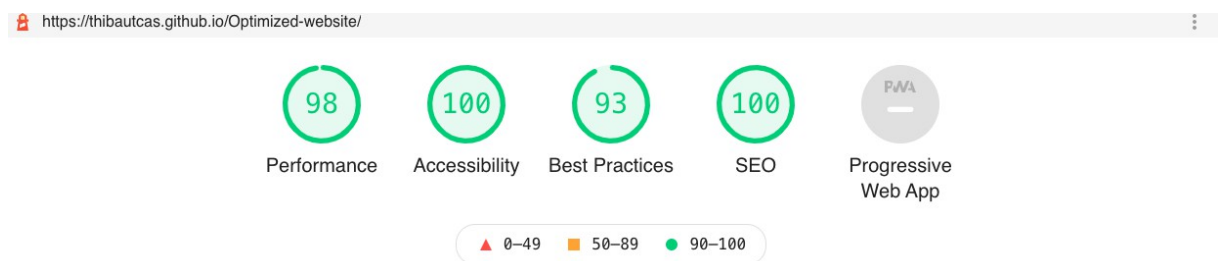 https://thibautcas.github.io/Optimized-website/
98 100 93 100 PWA
Performance Accessibility Best Practices SEO Progressive
Web App
0–49 50–89 90–100